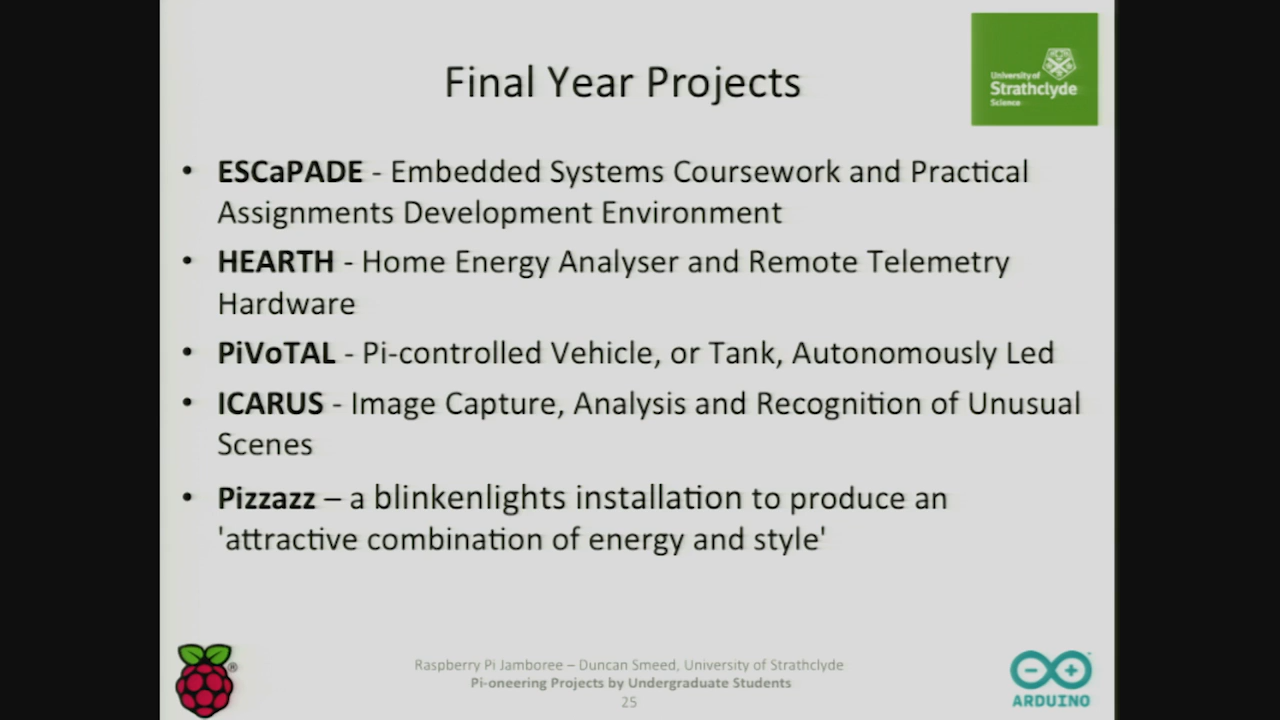 Final Year Projects
University of
Strathclyde
Science
• ESCaPADE - Embedded Systems Coursework and Practical
Assignments Development Environment
• HEARTH - Home Energy Analyser and Remote Telemetry
Hardware
• PiVoTAL - Pi-controlled Vehicle, or Tank, Autonomously Led
• ICARUS - Image Capture, Analysis and Recognition of Unusual
Scenes
• Pizzazz – a blinkenlights installation to produce an
'attractive combination of energy and style'
®
Raspberry Pi Jamboree – Duncan Smeed, University of Strathclyde
Pi-oneering Projects by Undergraduate Students
25
ARDUINO